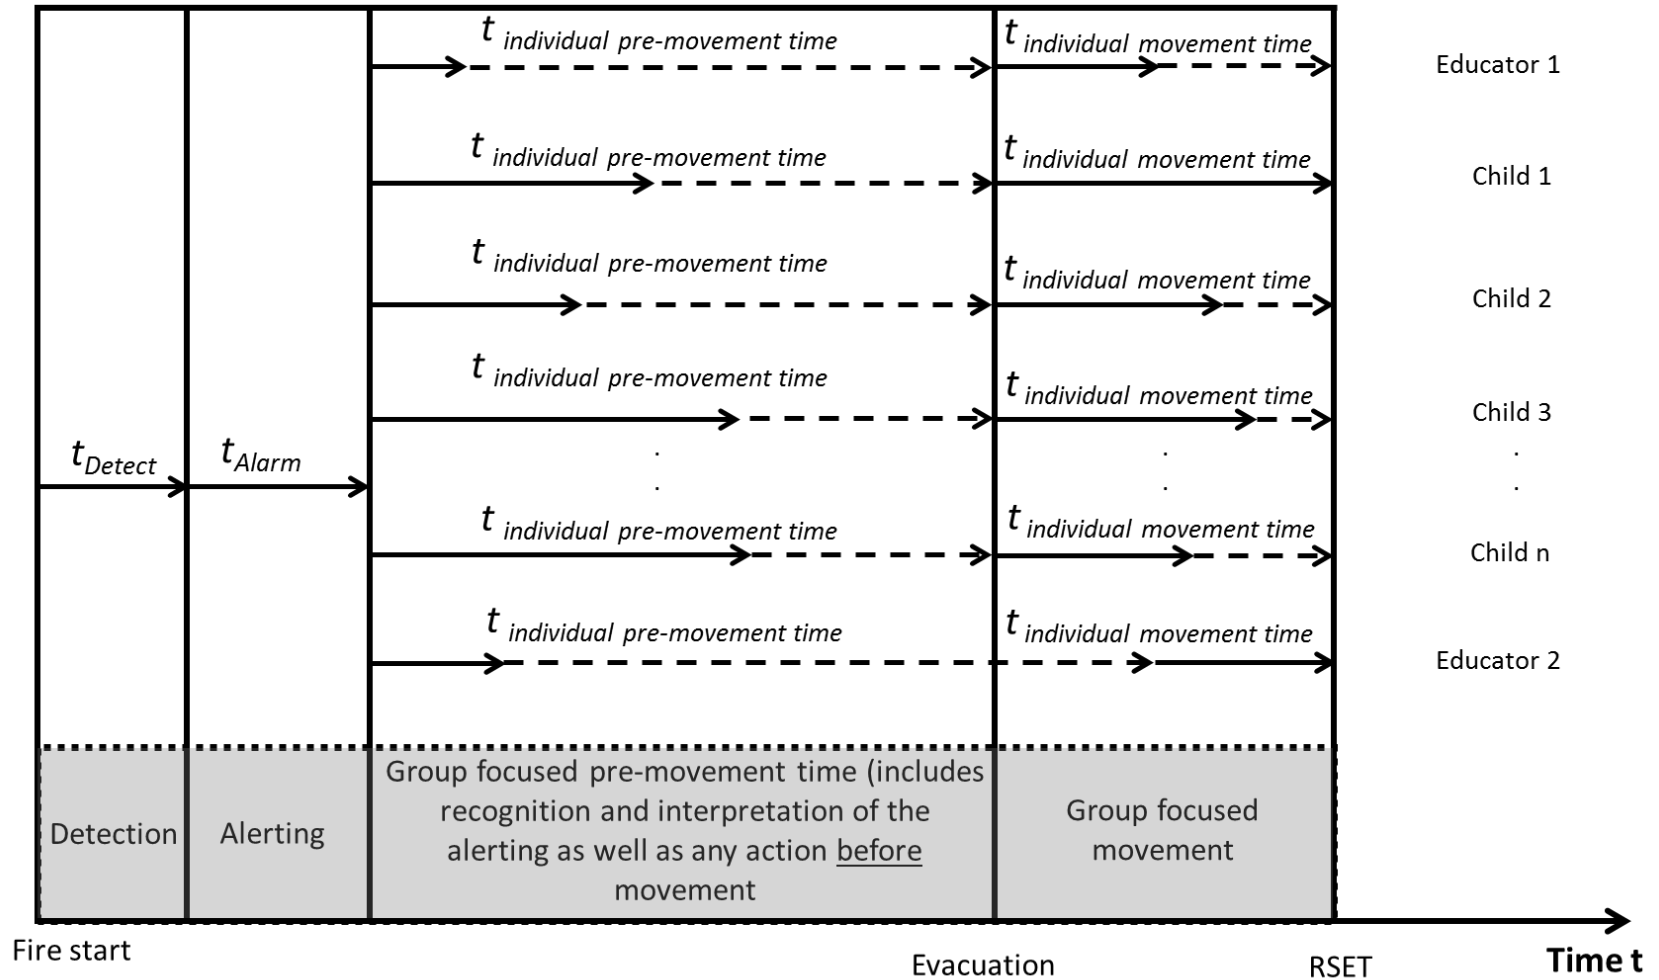 t individual pre-movement time
t individual movement time
Educator 1
t individual pre-movement time
t individual movement time
Child 1
t individual pre-movement time
t individual movement time
Child 2
t individual pre-movement time
t individual movement time
Child 3
. . .
tDetect
tAlarm
. . .
t individual pre-movement time
t individual movement time
Child n
t individual pre-movement time
t individual movement time
Educator 2
Detection
Alerting
Group focused pre-movement time (includes
recognition and interpretation of the
alerting as well as any action before
movement
Group focused
movement
Fire start
Evacuation
RSET
Time t